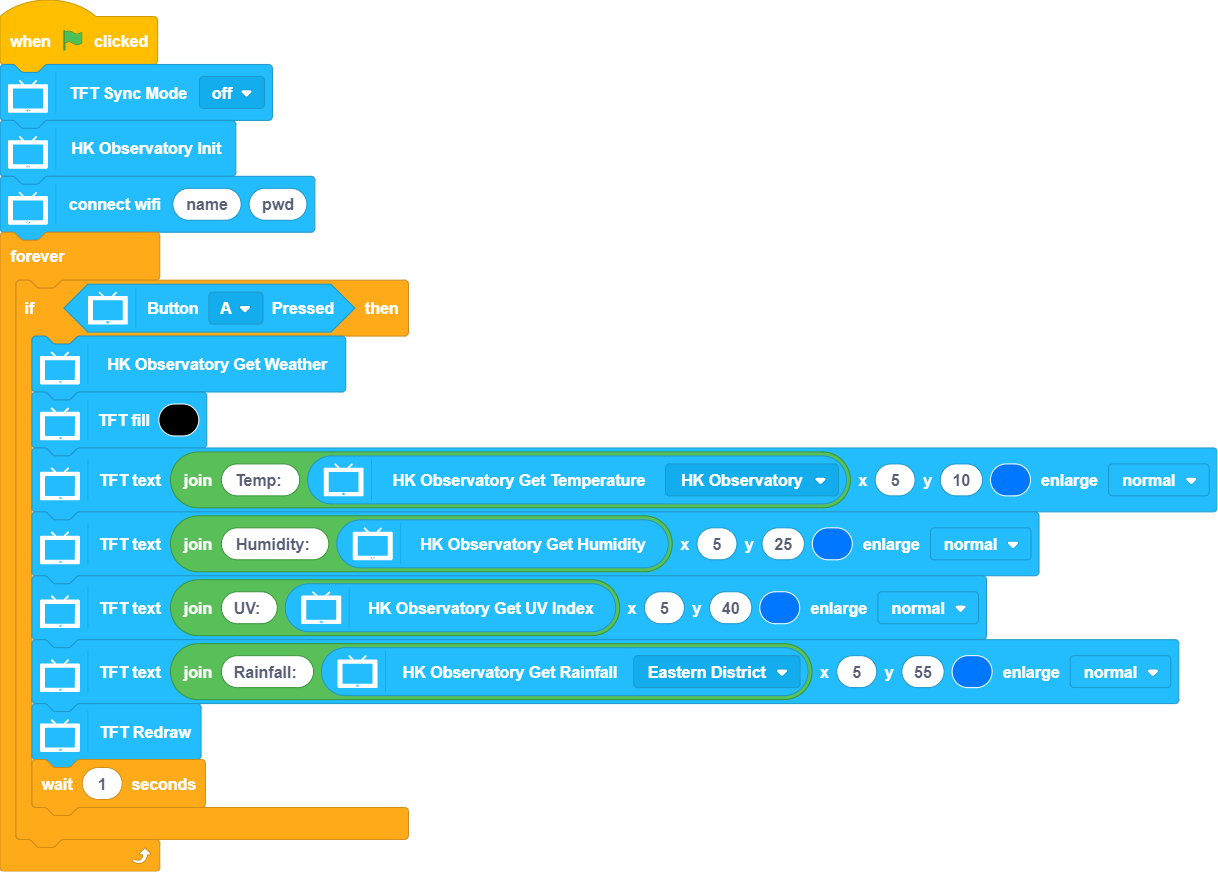 when clicked
TFT Sync Mode off
HK Observatory Init
connect wifi name pwd
forever
if Button A Pressed then
HK Observatory Get Weather
TFT fill
TFT text join Temp: HK Observatory Get Temperature HK Observatory x 5 y 10 enlarge normal
TFT text join Humidity: HK Observatory Get Humidity x 5 y 25 enlarge normal
TFT text join UV: HK Observatory Get UV Index x 5 y 40 enlarge normal
TFT text join Rainfall: HK Observatory Get Rainfall Eastern District x 5 y 55 enlarge normal
TFT Redraw
wait 1 seconds